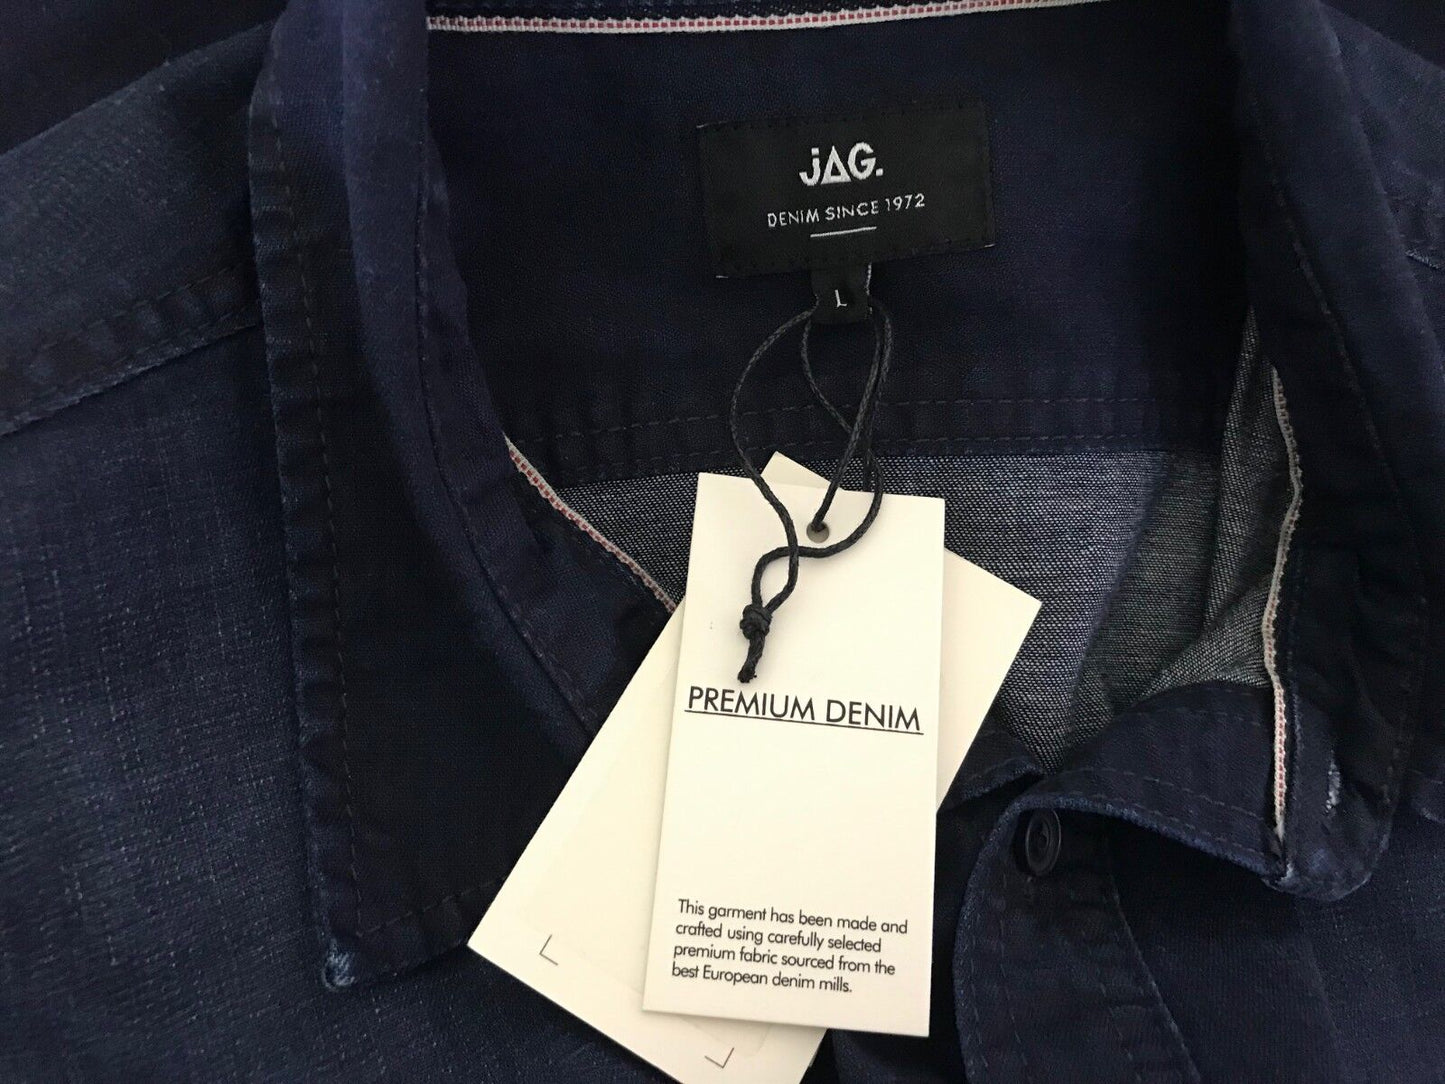 jAG.
DENIM SINCE 1972
L
PREMIUM DENIM
This garment has been made and
crafted using carefully selected
premium fabric sourced from the
best European denim mills.